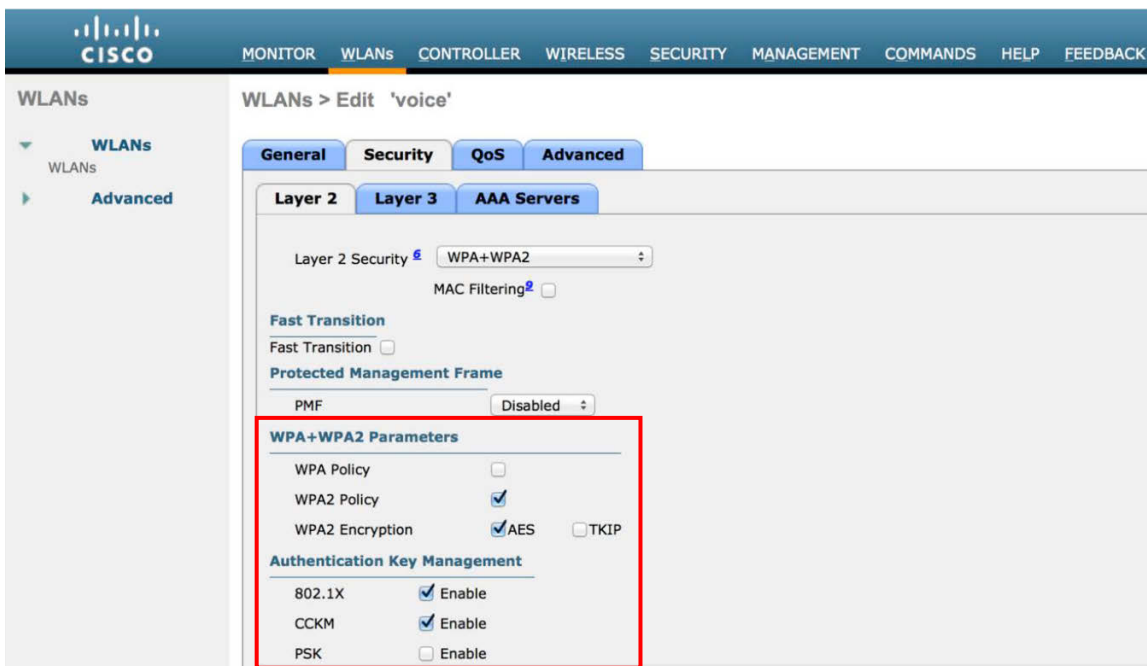 CISCO
MONITOR WLANs CONTROLLER WIRELESS SECURITY MANAGEMENT COMMANDS HELP FEEDBACK
WLANs
WLANs
WLANs
Advanced
WLANs > Edit 'voice'
General Security QoS Advanced
Layer 2 Layer 3 AAA Servers
Layer 2 Security 6 WPA+WPA2
MAC Filtering9
Fast Transition
Fast Transition
Protected Management Frame
PMF Disabled
WPA+WPA2 Parameters
WPA Policy
WPA2 Policy
WPA2 Encryption AES TKIP
Authentication Key Management
802.1X Enable
CCKM Enable
PSK Enable